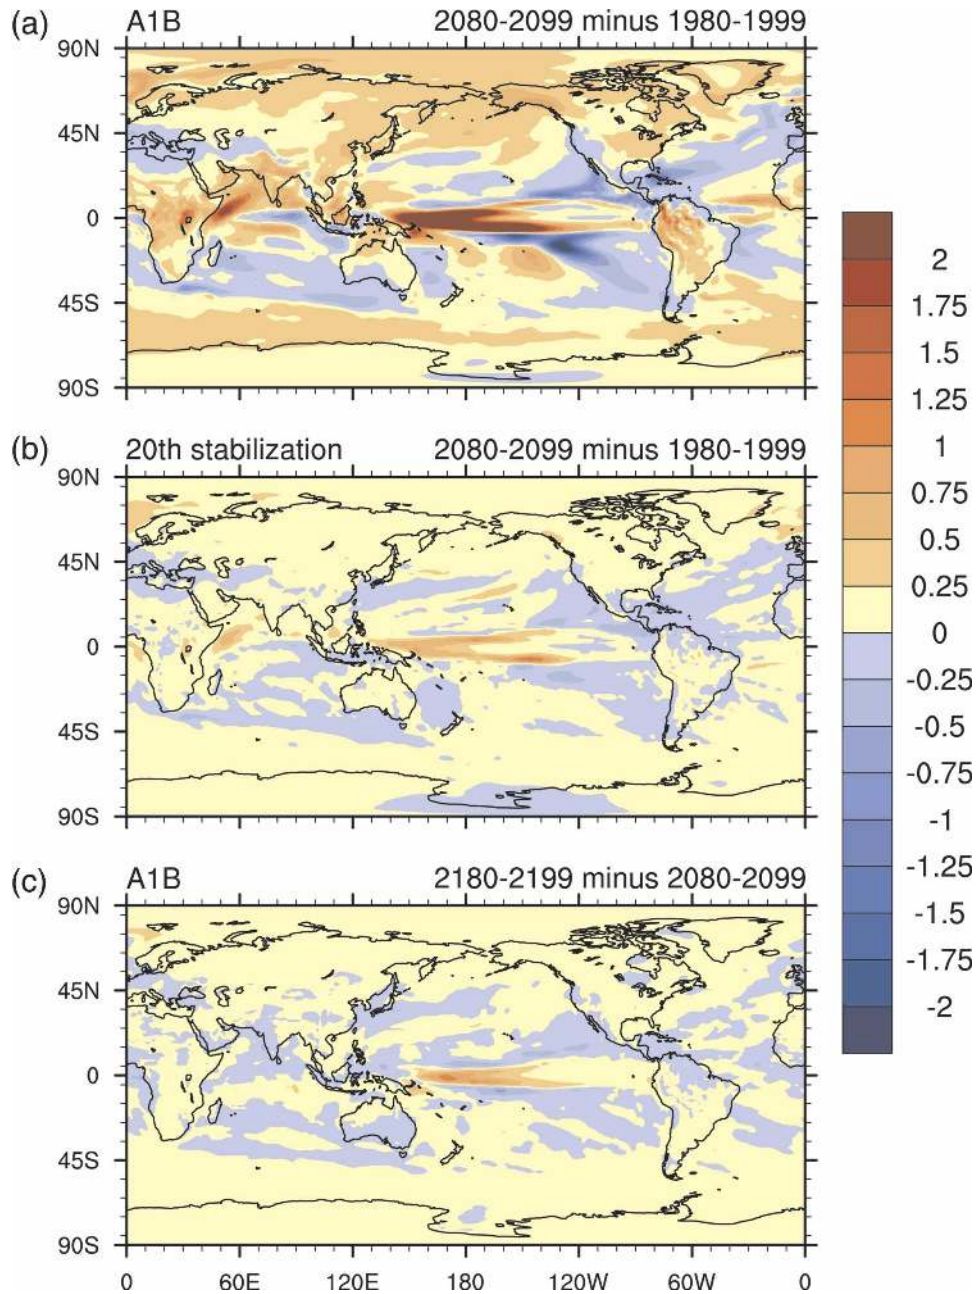 (a) A1B 2080-2099 minus 1980-1999
90N
45N
0
45S
90S
(b) 20th stabilization 2080-2099 minus 1980-1999
90N
45N
0
45S
90S
(c) A1B 2180-2199 minus 2080-2099
90N
45N
0
45S
90S
0 60E 120E 180 120W 60W 0
2
1.75
1.5
1.25
1
0.75
0.5
0.25
0
-0.25
-0.5
-0.75
-1
-1.25
-1.5
-1.75
-2